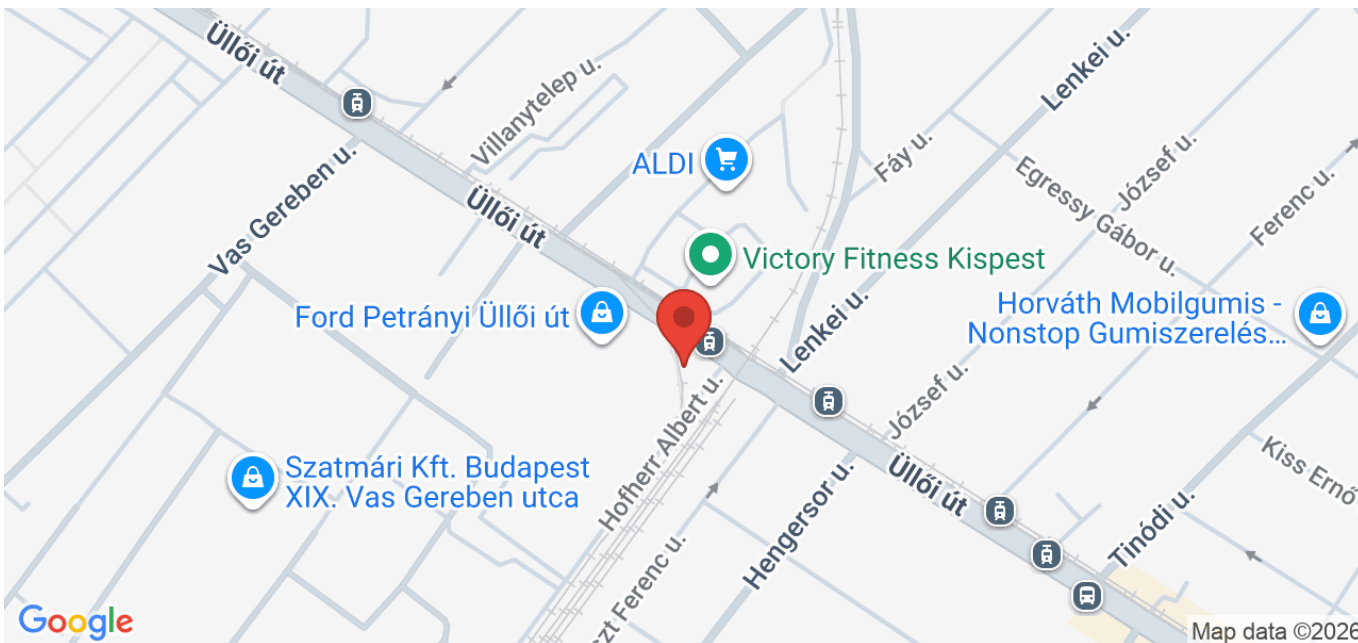 Üllői út
Lenkei u.
Villanytelep u.
ALDI
Fáy u.
József u.
Ferenc u.
Vas Gereben u.
Üllői út
Egressy Gábor u.
Victory Fitness Kispest
Ford Petrányi Üllői út
Lenkei u.
Horváth Mobilgumis -
Nonstop Gumiszerelés...
József u.
Hofherr Albert u.
Szatmári Kft. Budapest
XIX. Vas Gereben utca
Üllői út
Kiss Ernő
Hengersor u.
Tinódi u.
szt Ferenc u.
Google
Map data ©2026